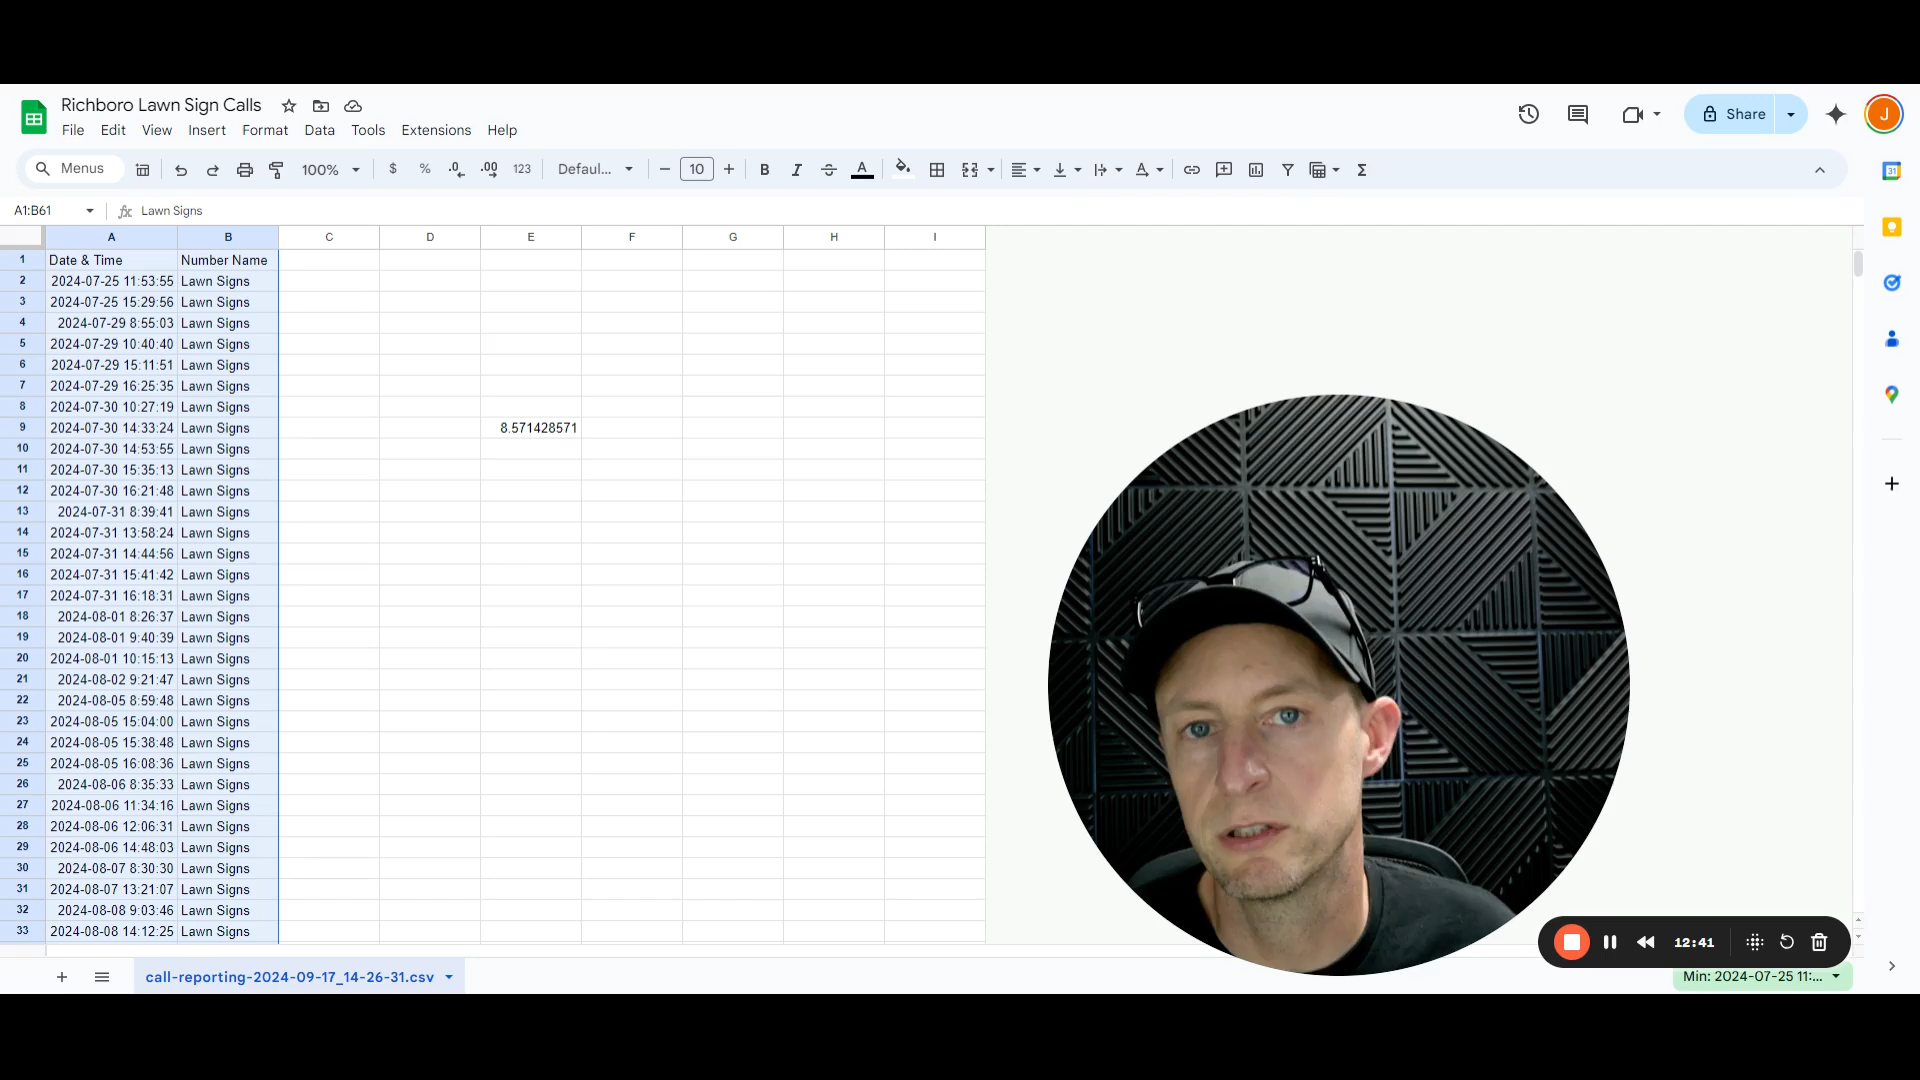 Richboro Lawn Sign Calls
File Edit View Insert Format Data Tools Extensions Help
Share
J
Menus 100% $ % .0 .00 123 Defaul... 10 B I A
31
A1:B61 fx Lawn Signs
A B C D E F G H I
1 Date & Time Number Name
2 2024-07-25 11:53:55 Lawn Signs
3 2024-07-25 15:29:56 Lawn Signs
4 2024-07-29 8:55:03 Lawn Signs
5 2024-07-29 10:40:40 Lawn Signs
6 2024-07-29 15:11:51 Lawn Signs
7 2024-07-29 16:25:35 Lawn Signs
8 2024-07-30 10:27:19 Lawn Signs
9 2024-07-30 14:33:24 Lawn Signs 8.571428571
10 2024-07-30 14:53:55 Lawn Signs
11 2024-07-30 15:35:13 Lawn Signs
12 2024-07-30 16:21:48 Lawn Signs
13 2024-07-31 8:39:41 Lawn Signs
14 2024-07-31 13:58:24 Lawn Signs
15 2024-07-31 14:44:56 Lawn Signs
16 2024-07-31 15:41:42 Lawn Signs
17 2024-07-31 16:18:31 Lawn Signs
18 2024-08-01 8:26:37 Lawn Signs
19 2024-08-01 9:40:39 Lawn Signs
20 2024-08-01 10:15:13 Lawn Signs
21 2024-08-02 9:21:47 Lawn Signs
22 2024-08-05 8:59:48 Lawn Signs
23 2024-08-05 15:04:00 Lawn Signs
24 2024-08-05 15:38:48 Lawn Signs
25 2024-08-05 16:08:36 Lawn Signs
26 2024-08-06 8:35:33 Lawn Signs
27 2024-08-06 11:34:16 Lawn Signs
28 2024-08-06 12:06:31 Lawn Signs
29 2024-08-06 14:48:03 Lawn Signs
30 2024-08-07 8:30:30 Lawn Signs
31 2024-08-07 13:21:07 Lawn Signs
32 2024-08-08 9:03:46 Lawn Signs
33 2024-08-08 14:12:25 Lawn Signs
12:41
call-reporting-2024-09-17_14-26-31.csv
Min: 2024-07-25 11:...